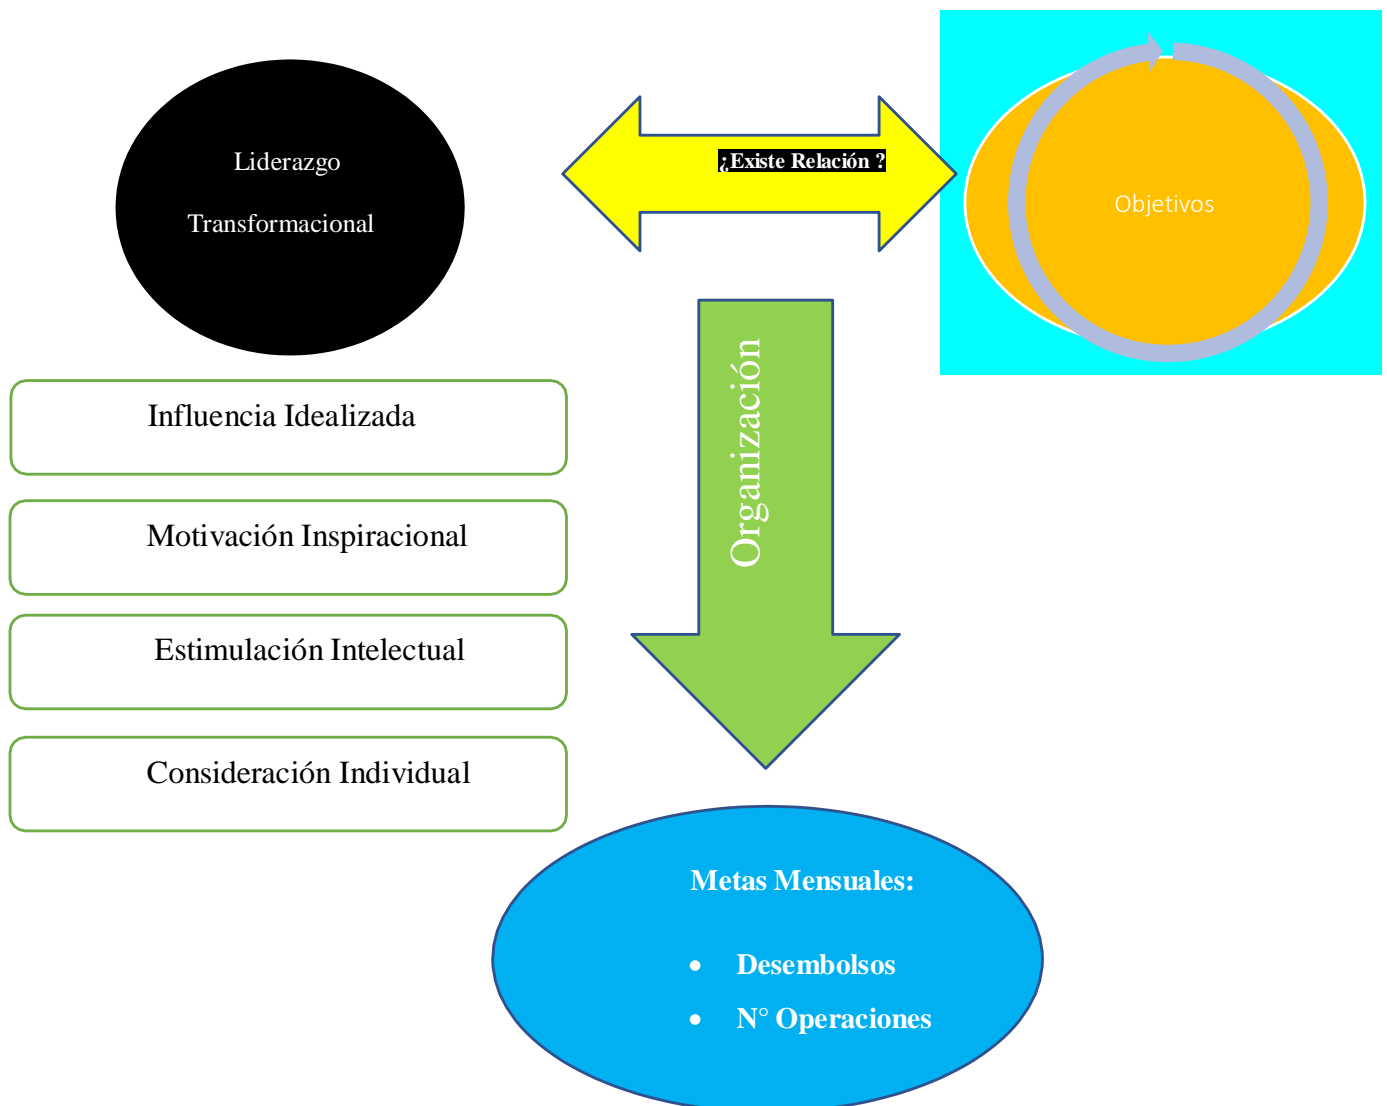 Liderazgo
Transformacional
¿Existe Relación ?
Objetivos
Influencia Idealizada
Motivación Inspiracional
Estimulación Intelectual
Consideración Individual
Organización
Metas Mensuales:
• Desembolsos
• N° Operaciones